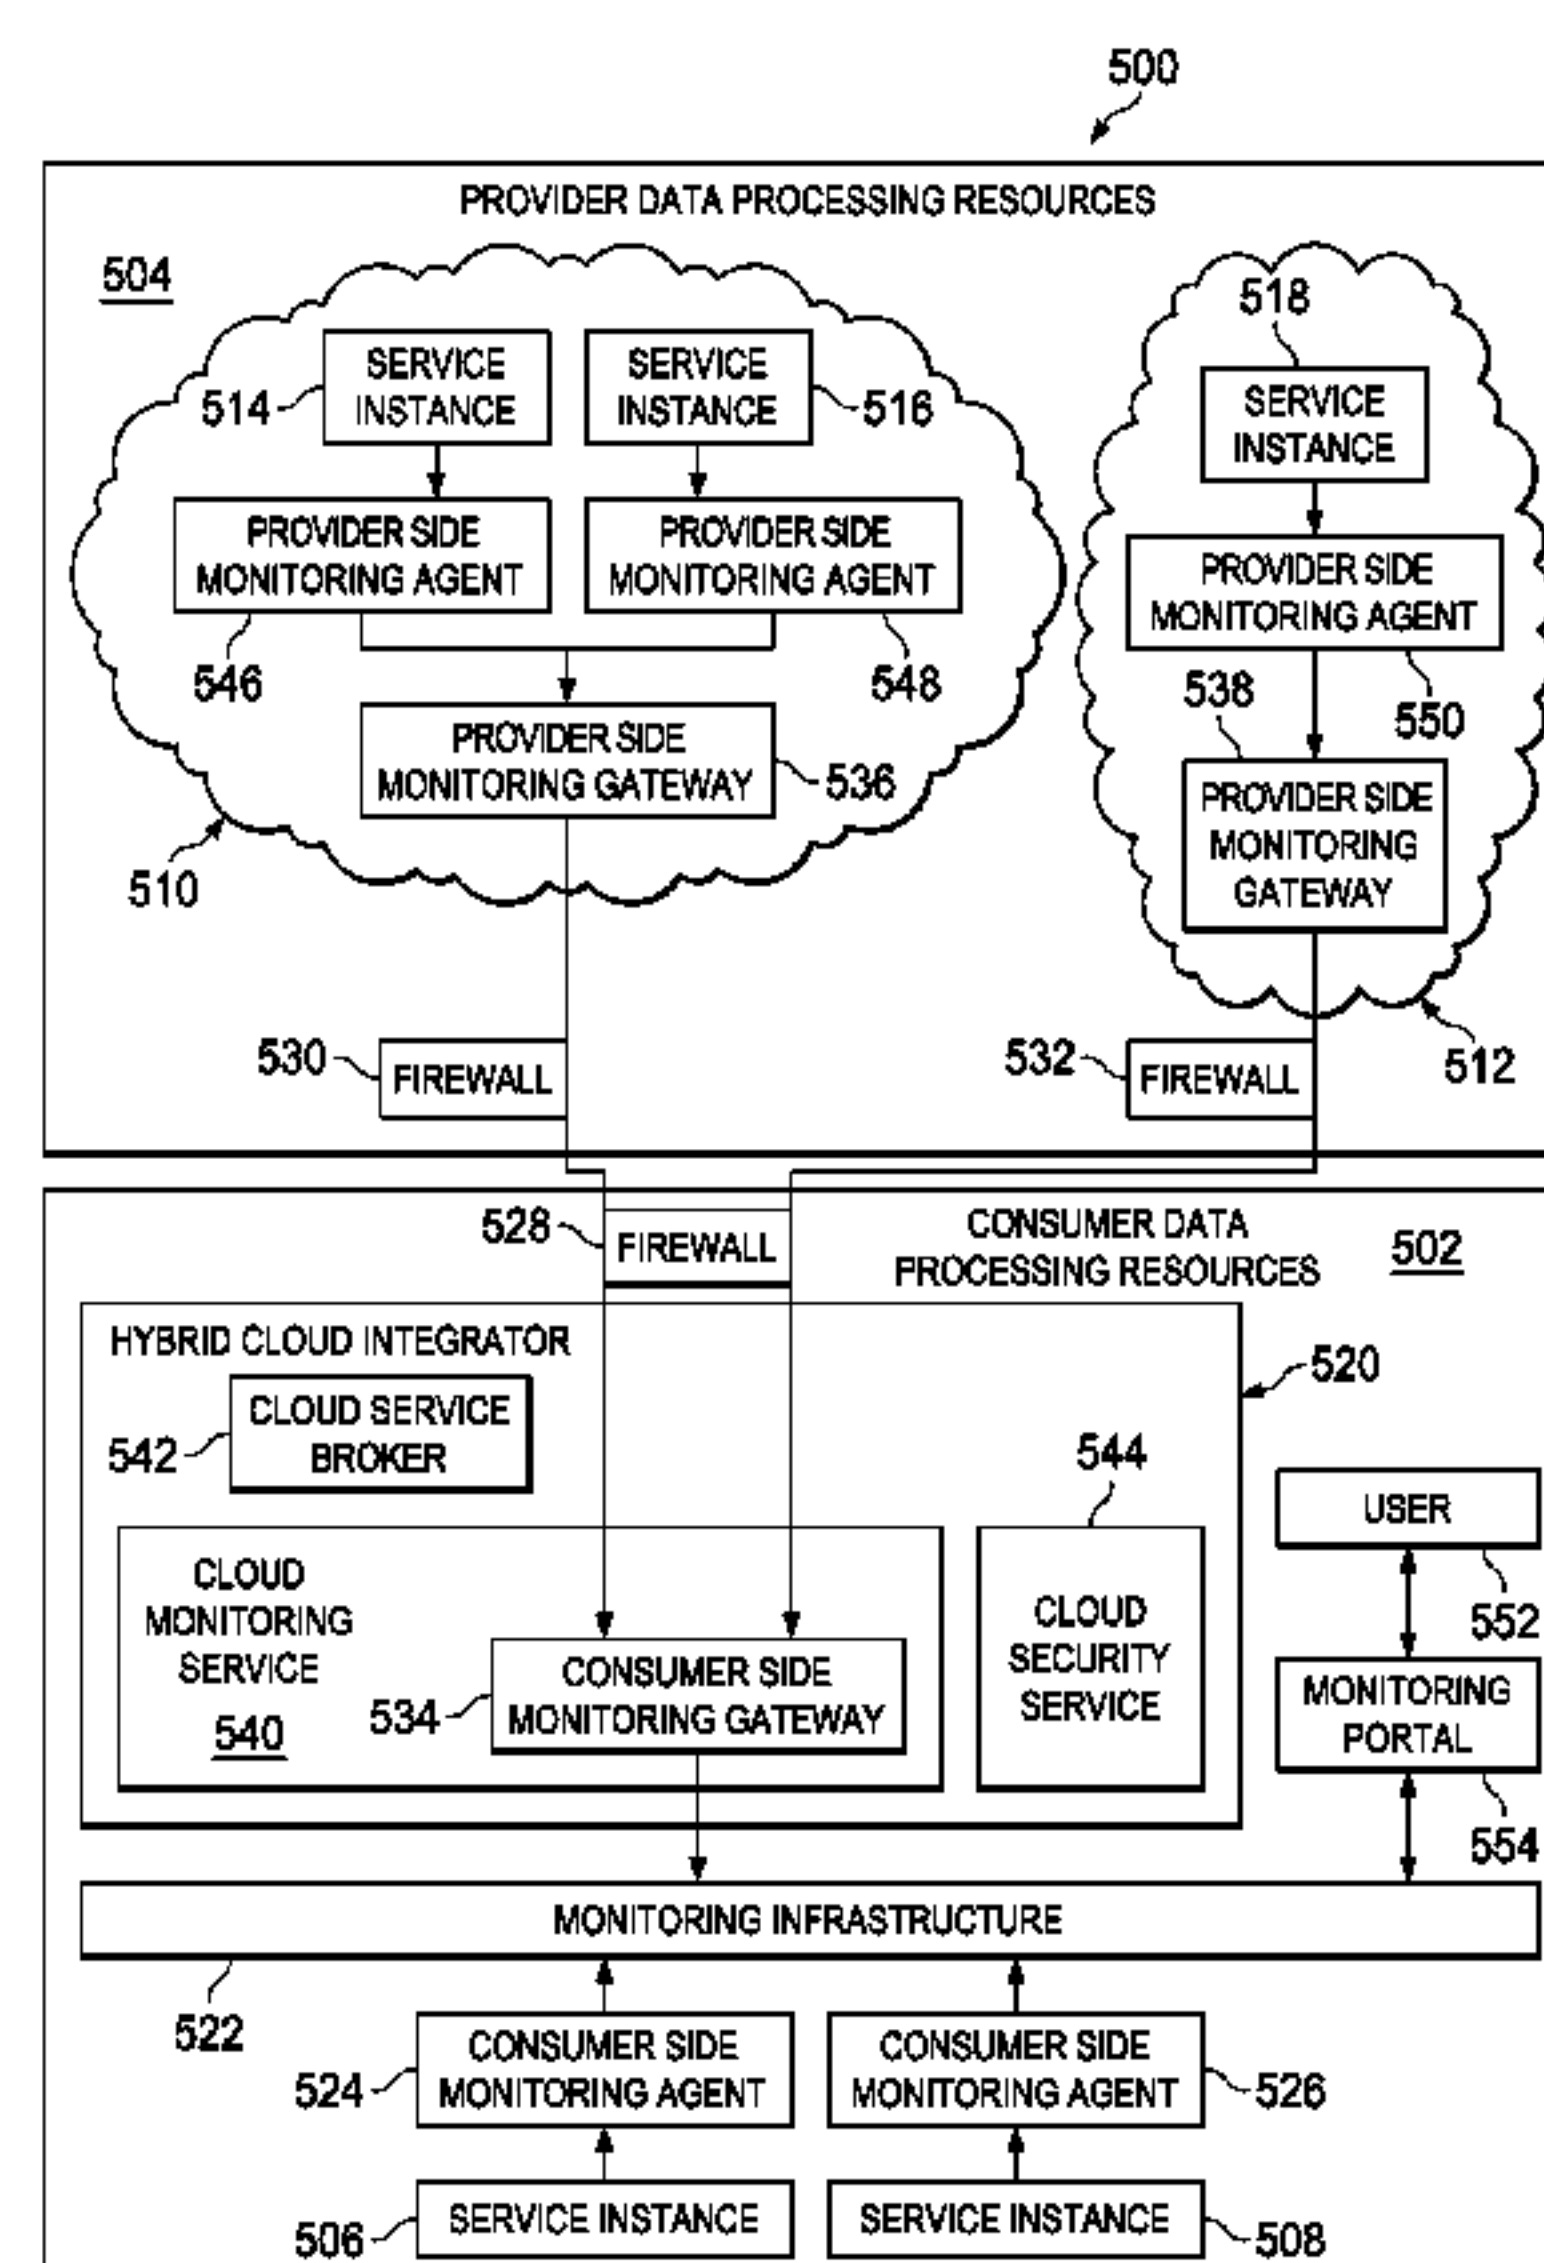 500
PROVIDER DATA PROCESSING RESOURCES
504
518
SERVICE
INSTANCE
514
SERVICE
INSTANCE
516
SERVICE
INSTANCE
PROVIDER SIDE
MONITORING AGENT
546
PROVIDER SIDE
MONITORING AGENT
548
PROVIDER SIDE
MONITORING AGENT
550
538
PROVIDER SIDE
MONITORING GATEWAY
536
PROVIDER SIDE
MONITORING
GATEWAY
510
512
530
FIREWALL
532
FIREWALL
528
FIREWALL
CONSUMER DATA
PROCESSING RESOURCES
502
HYBRID CLOUD INTEGRATOR
520
CLOUD SERVICE
BROKER
542
544
USER
552
CLOUD
MONITORING
SERVICE
540
534
CONSUMER SIDE
MONITORING GATEWAY
CLOUD
SECURITY
SERVICE
MONITORING
PORTAL
554
MONITORING INFRASTRUCTURE
522
524
CONSUMER SIDE
MONITORING AGENT
CONSUMER SIDE
MONITORING AGENT
526
506
SERVICE INSTANCE
SERVICE INSTANCE
508